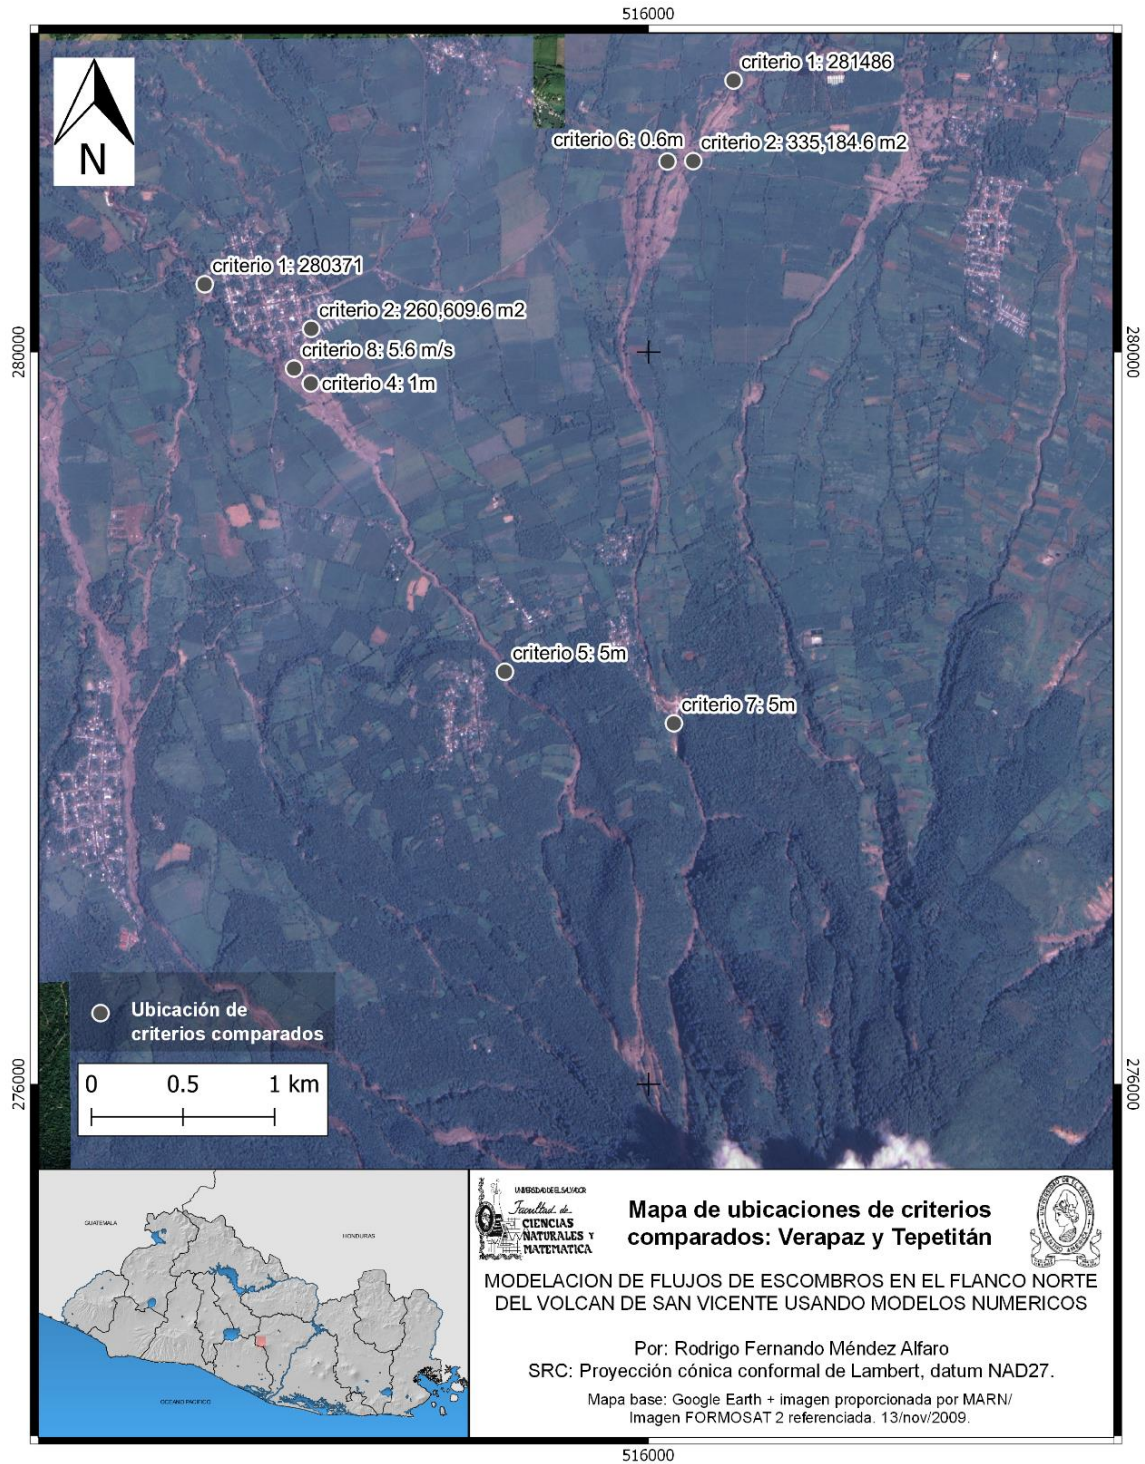 516000
criterio 1: 281486
criterio 6: 0.6m
criterio 2: 335,184.6 m2
N
criterio 1: 280371
criterio 2: 260,609.6 m2
criterio 8: 5.6 m/s
criterio 4: 1m
280000
280000
criterio 5: 5m
criterio 7: 5m
Ubicación de
criterios comparados
0 0.5 1 km
276000
276000
GUATEMALA
HONDURAS
OCEANO PACIFICO
UNIVERSIDAD DE EL SALVADOR
Facultad de
CIENCIAS
NATURALES Y
MATEMATICA
Mapa de ubicaciones de criterios
comparados: Verapaz y Tepetitán
MODELACION DE FLUJOS DE ESCOMBROS EN EL FLANCO NORTE
DEL VOLCAN DE SAN VICENTE USANDO MODELOS NUMERICOS
Por: Rodrigo Fernando Méndez Alfaro
SRC: Proyección cónica conformal de Lambert, datum NAD27.
Mapa base: Google Earth + imagen proporcionada por MARN/
Imagen FORMOSAT 2 referenciada. 13/nov/2009.
516000